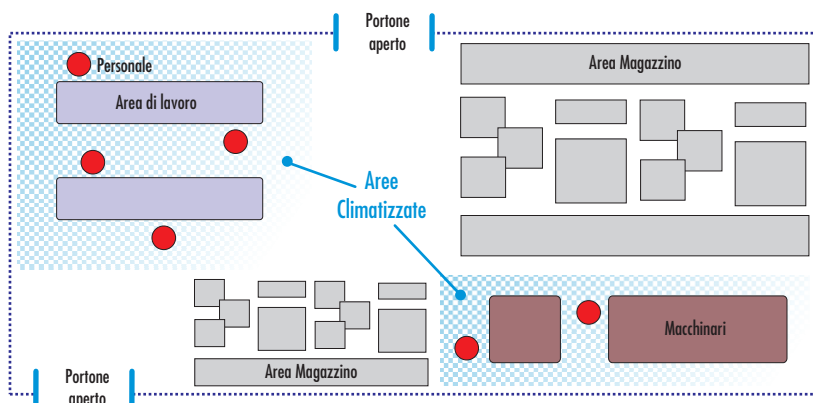 Portone
aperto
Personale
Area di lavoro
Area Magazzino
Aree
Climatizzate
Macchinari
Area Magazzino
Portone
aperto